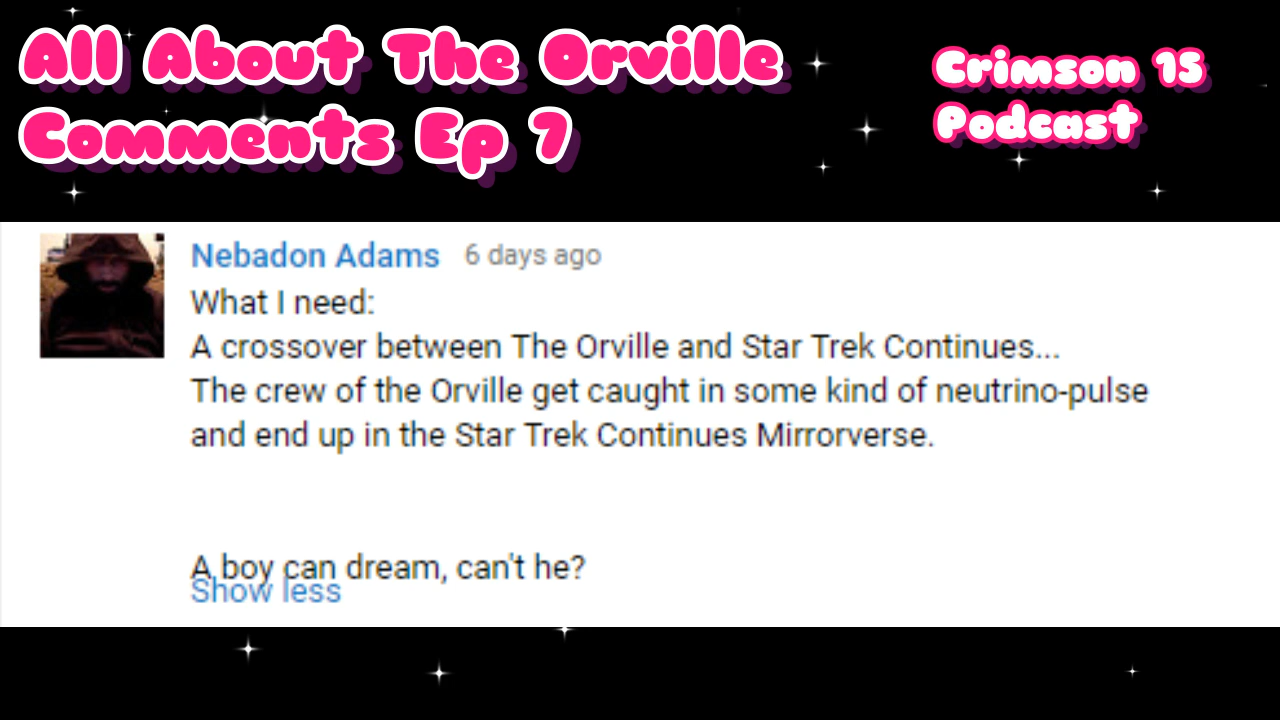 All About The Orville
Comments Ep 7
Crimson 15
Podcast
Nebadon Adams 6 days ago
What I need:
A crossover between The Orville and Star Trek Continues...
The crew of the Orville get caught in some kind of neutrino-pulse
and end up in the Star Trek Continues Mirrorverse.
A boy can dream, can't he?
Show less